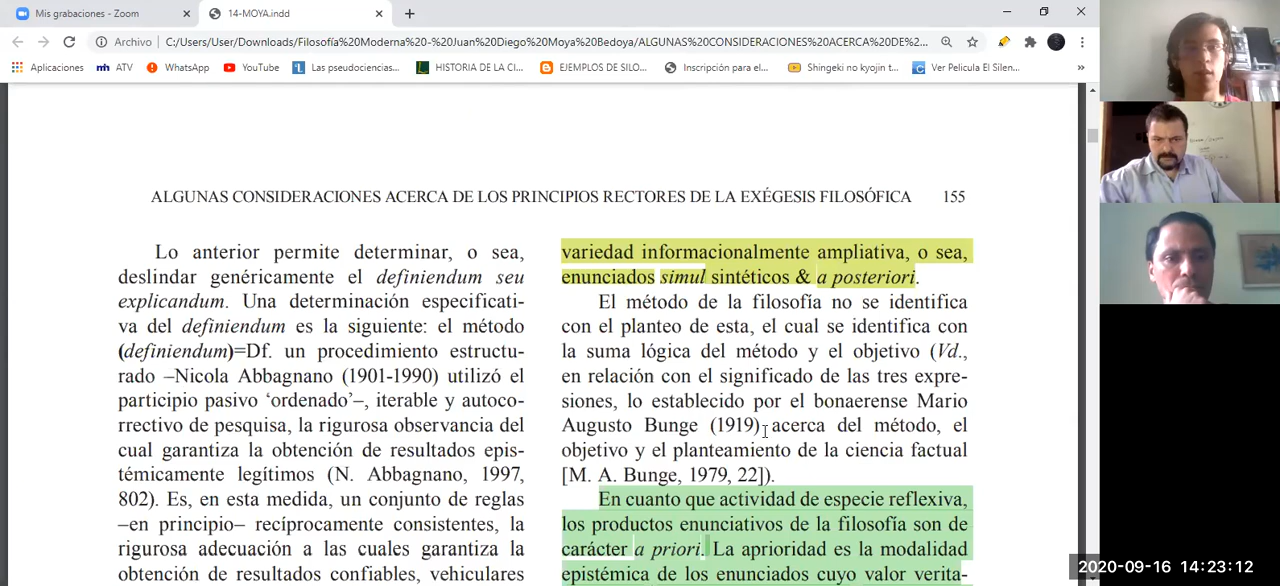 Mis grabaciones - Zoom
14-MOYA.indd
Archivo
C:/Users/User/Downloads/Filosofía%20Moderna%20-%20Juan%20Diego%20Moya%20Bedoya/ALGUNAS%20CONSIDERACIONES%20ACERCA%20DE%2...
Aplicaciones
mh ATV
WhatsApp
YouTube
Las pseudociencias...
HISTORIA DE LA CI...
EJEMPLOS DE SILO...
Inscripción para el...
Shingeki no kyojin t...
Ver Pelicula El Silen...
»
ALGUNAS CONSIDERACIONES ACERCA DE LOS PRINCIPIOS RECTORES DE LA EXÉGESIS FILOSÓFICA 155
Lo anterior permite determinar, o sea,
deslindar genéricamente el definiendum seu
explicandum. Una determinación especificati-
va del definiendum es la siguiente: el método
(definiendum)=Df. un procedimiento estructu-
rado –Nicola Abbagnano (1901-1990) utilizó el
participio pasivo ‘ordenado’–, iterable y autoco-
rrectivo de pesquisa, la rigurosa observancia del
cual garantiza la obtención de resultados epis-
témicamente legítimos (N. Abbagnano, 1997,
802). Es, en esta medida, un conjunto de reglas
–en principio– recíprocamente consistentes, la
rigurosa adecuación a las cuales garantiza la
obtención de resultados confiables, vehiculares
variedad informacionalmente ampliativa, o sea,
enunciados simul sintéticos & a posteriori.
El método de la filosofía no se identifica
con el planteo de esta, el cual se identifica con
la suma lógica del método y el objetivo (Vd.,
en relación con el significado de las tres expre-
siones, lo establecido por el bonaerense Mario
Augusto Bunge (1919) acerca del método, el
objetivo y el planteamiento de la ciencia factual
[M. A. Bunge, 1979, 22]).
En cuanto que actividad de especie reflexiva,
los productos enunciativos de la filosofía son de
carácter a priori. La aprioridad es la modalidad
epistémica de los enunciados cuyo valor verita-
2020-09-16 14:23:12